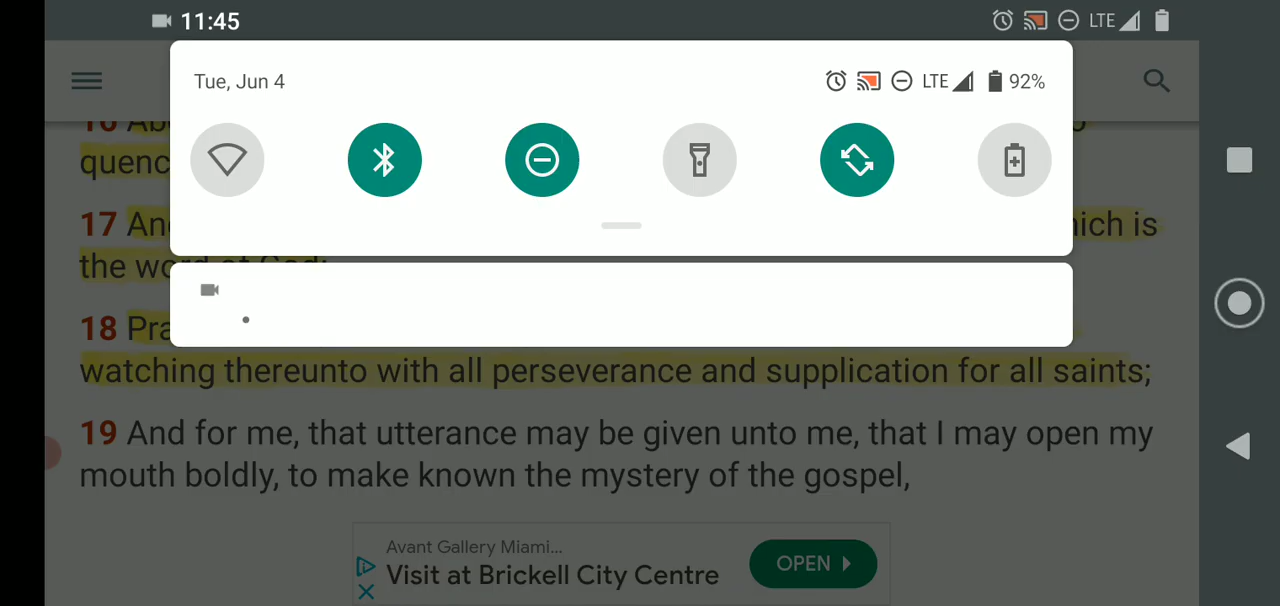 11:45
LTE
Tue, Jun 4
LTE 92%
quenc
17 An hich is
the word of God:
18 Pra
watching thereunto with all perseverance and supplication for all saints;
19 And for me, that utterance may be given unto me, that I may open my
mouth boldly, to make known the mystery of the gospel,
Avant Gallery Miami...
Visit at Brickell City Centre
OPEN